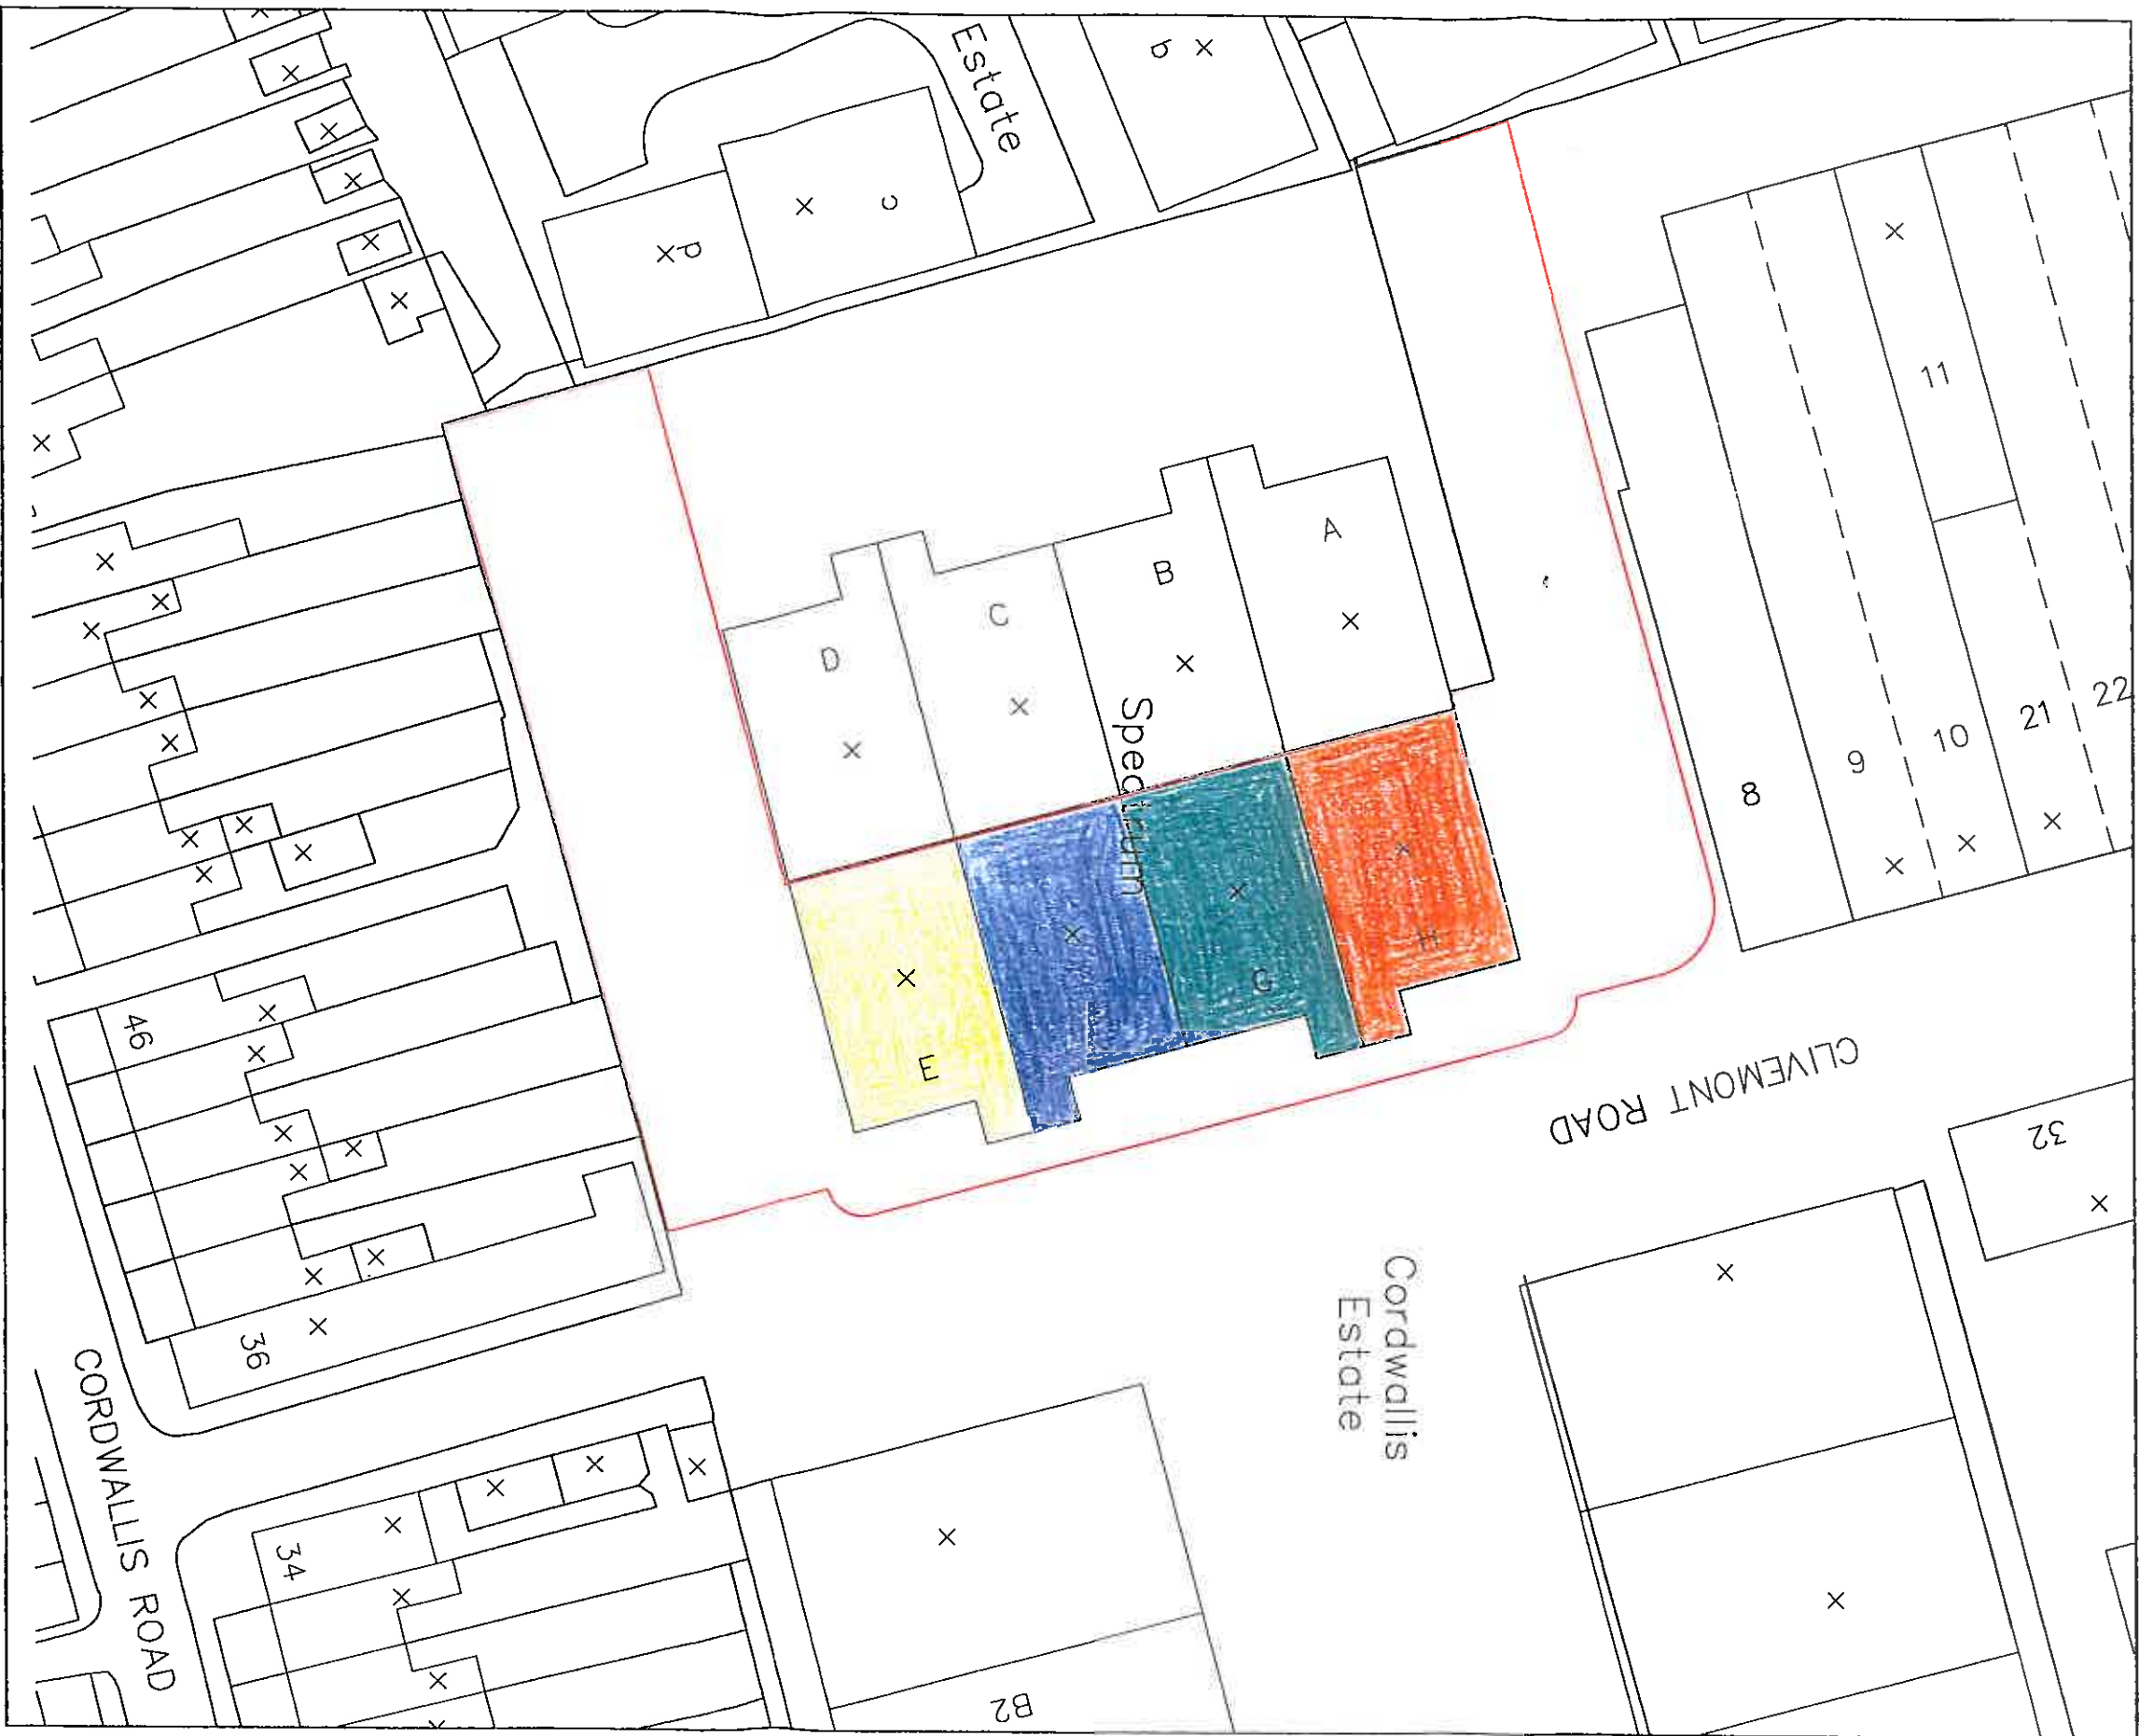 Estate
b
c
d
11
A
B
C
D
Spectrum
22
21
10
9
8
G
H
E
46
CLIVEMONT ROAD
32
Cordwallis
Estate
36
CORDWALLIS ROAD
34
B2